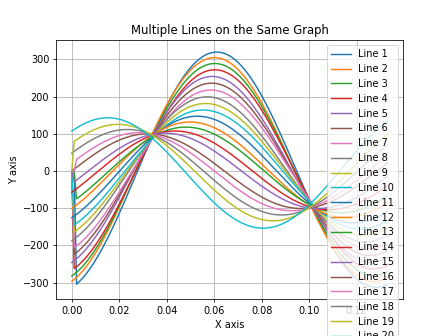 Multiple Lines on the Same Graph
300
200
100
0
−100
−200
−300
Y axis
0.00
0.02
0.04
0.06
0.08
0.10
X axis
Line 1
Line 2
Line 3
Line 4
Line 5
Line 6
Line 7
Line 8
Line 9
Line 10
Line 11
Line 12
Line 13
Line 14
Line 15
Line 16
Line 17
Line 18
Line 19
Line 20